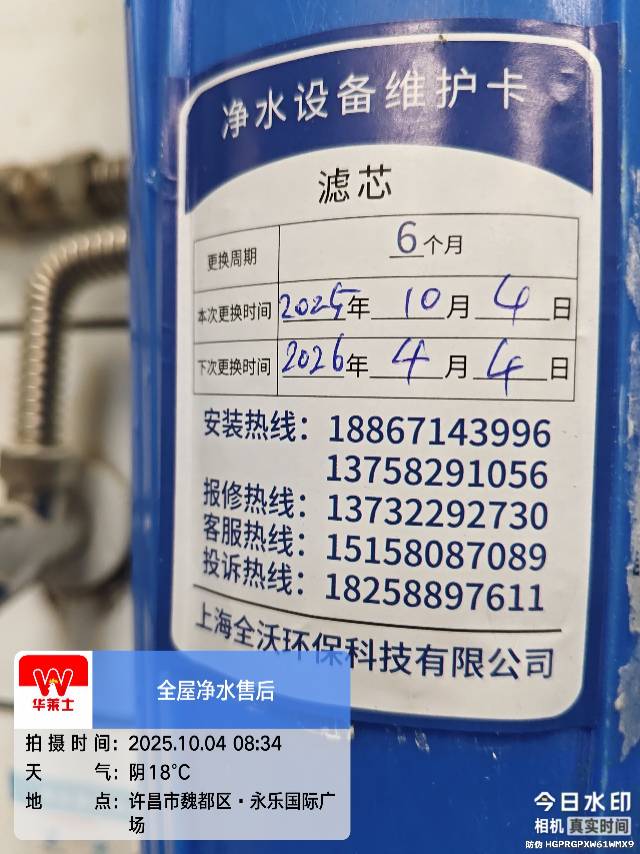 净水设备维护卡
滤芯
更换周期 6个月
本次更换时间 2025年10月4日
下次更换时间 2026年4月4日
安装热线：18867143996
13758291056
报修热线：13732292730
客服热线：15158087089
投诉热线：18258897611
上海全沃环保科技有限公司
华莱士
全屋净水售后
拍摄时间：2025.10.04 08:34
天气：阴18℃
地点：许昌市魏都区·永乐国际广
场
今日水印
相机 真实时间
防伪 HGPRGPXW61WMX9